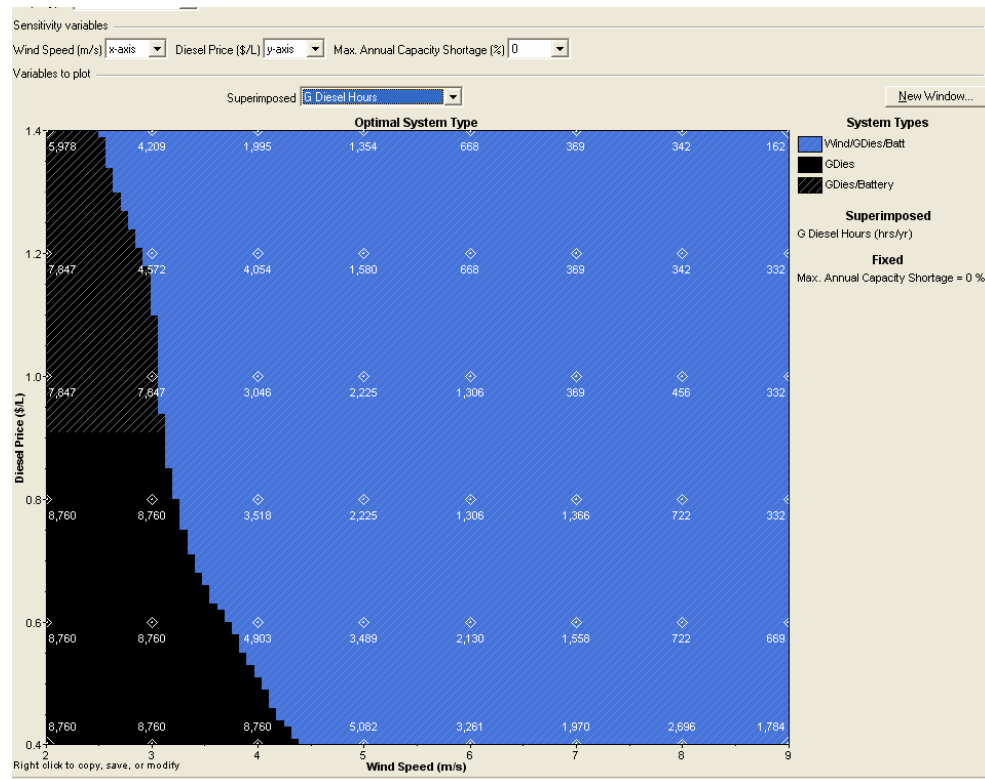 Sensitivity variables
Wind Speed (m/s) x-axis Diesel Price ($/L) y-axis Max. Annual Capacity Shortage (%) 0
Variables to plot
Superimposed G Diesel Hours New Window...
Optimal System Type
1.4
5,978 4,209 1,995 1,354 668 369 342 162
1.2
7,847 4,572 4,054 1,580 668 369 342 332
1.0
7,847 7,847 3,046 2,225 1,306 369 456 332
Diesel Price ($/L)
0.8
8,760 8,760 3,518 2,225 1,306 1,366 722 332
0.6
8,760 8,760 4,903 3,489 2,130 1,558 722 669
8,760 8,760 8,760 5,082 3,261 1,970 2,696 1,784
0.4
2 3 4 5 6 7 8 9
Right click to copy, save, or modify
Wind Speed (m/s)
System Types
Wind/GDies/Batt
GDies
GDies/Battery
Superimposed
G Diesel Hours (hrs/yr)
Fixed
Max. Annual Capacity Shortage = 0 %